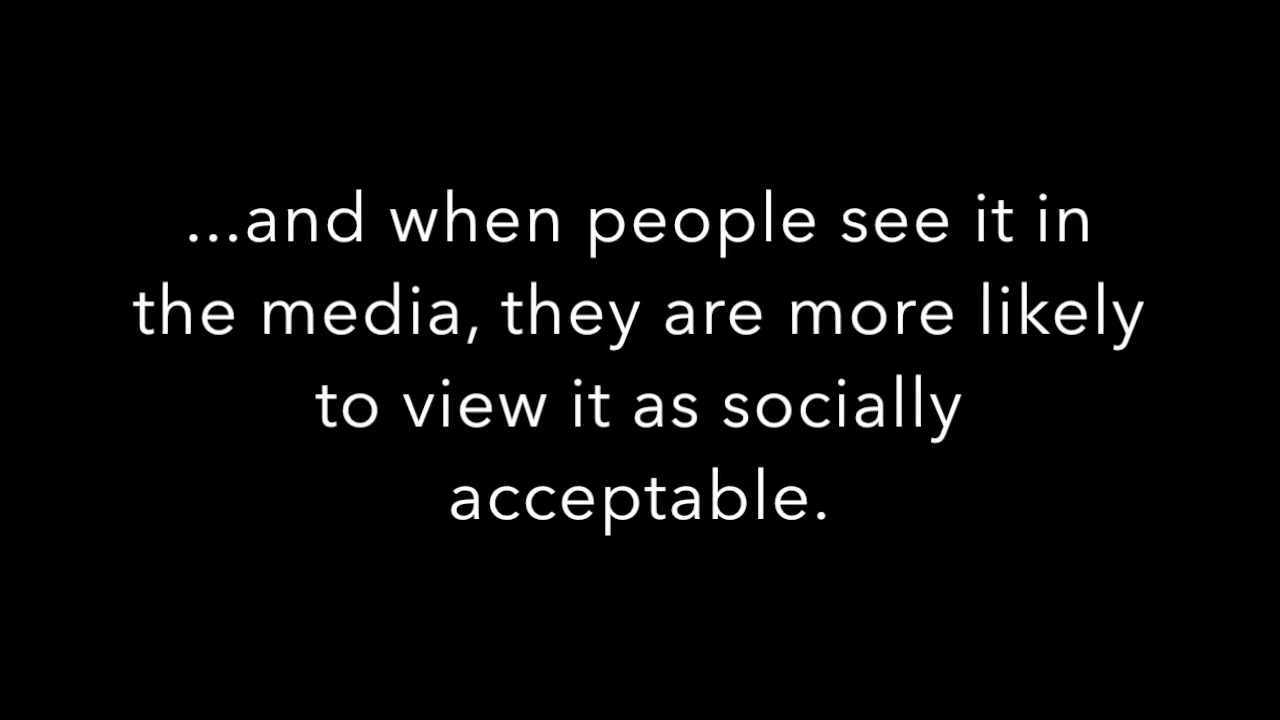 ...and when people see it in
the media, they are more likely
to view it as socially
acceptable.